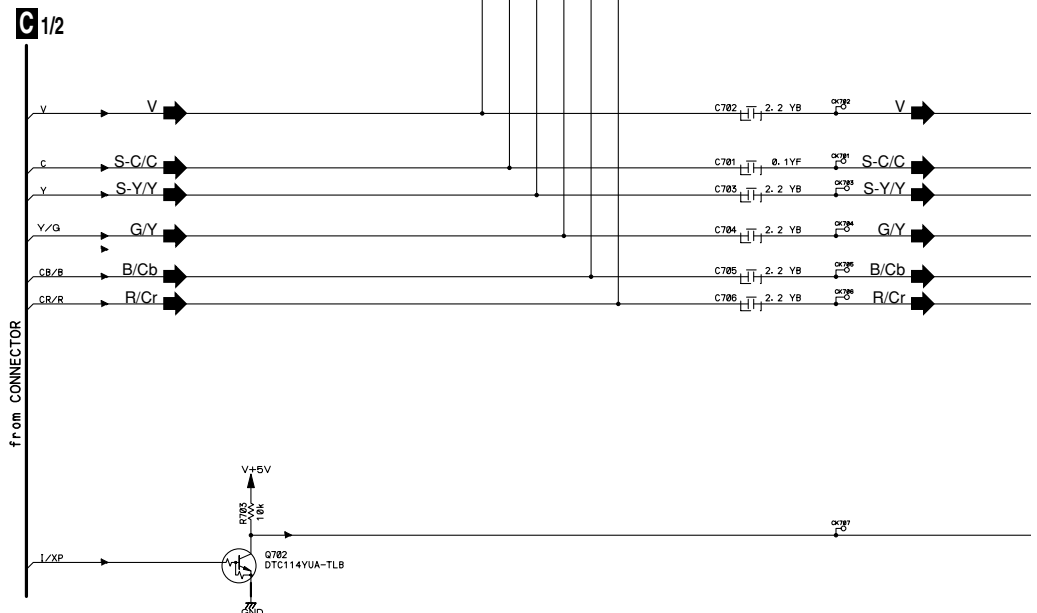 C 1/2
V V C702 2.2 YB CK702 V
C S-C/C C701 0.1YF CK701 S-C/C
Y S-Y/Y C703 2.2 YB CK703 S-Y/Y
Y/G G/Y C704 2.2 YB CK704 G/Y
CB/B B/Cb C705 2.2 YB CK705 B/Cb
CR/R R/Cr C706 2.2 YB CK706 R/Cr
from CONNECTOR
V+5V
R703
10k
CK707
I/XP
Q702
DTC114YUA-TLB
GND